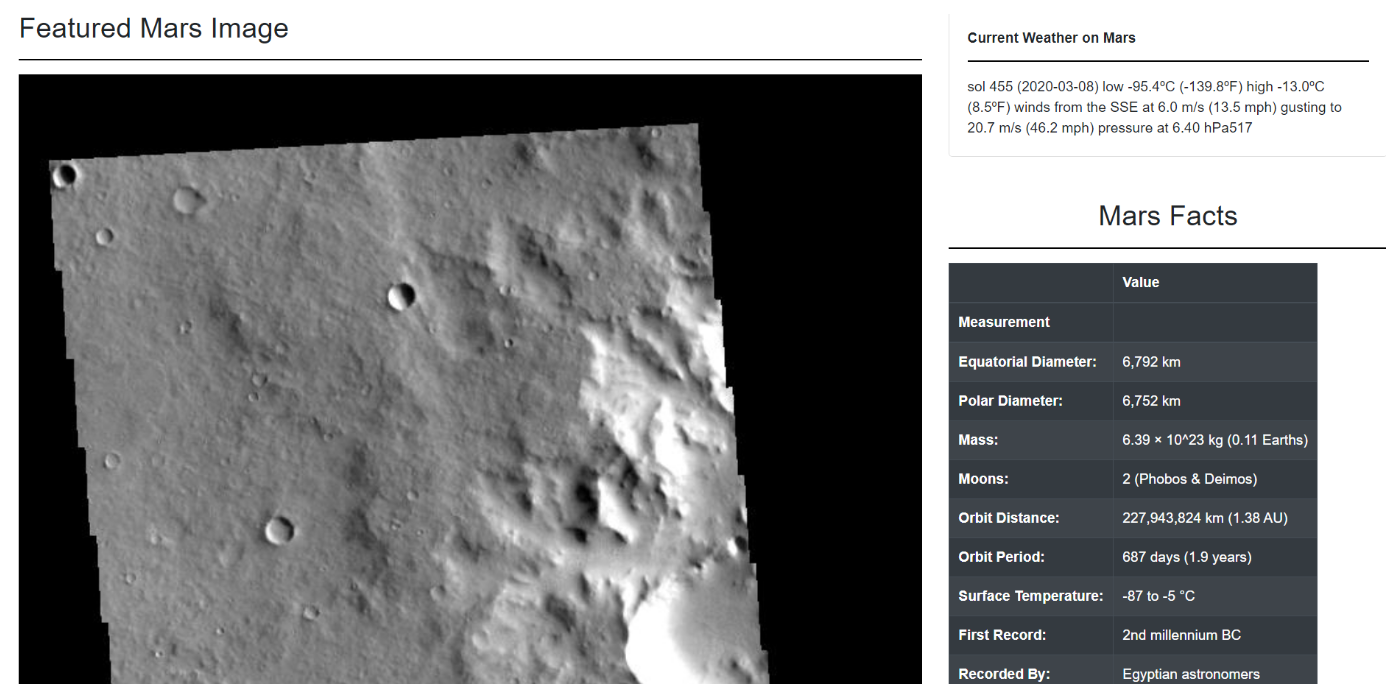 Featured Mars Image
Current Weather on Mars
sol 455 (2020-03-08) low -95.4ºC (-139.8ºF) high -13.0ºC
(8.5ºF) winds from the SSE at 6.0 m/s (13.5 mph) gusting to
20.7 m/s (46.2 mph) pressure at 6.40 hPa517
Mars Facts
Value
Measurement
Equatorial Diameter: 6,792 km
Polar Diameter: 6,752 km
Mass: 6.39 × 10^23 kg (0.11 Earths)
Moons: 2 (Phobos & Deimos)
Orbit Distance: 227,943,824 km (1.38 AU)
Orbit Period: 687 days (1.9 years)
Surface Temperature: -87 to -5 °C
First Record: 2nd millennium BC
Recorded By: Egyptian astronomers